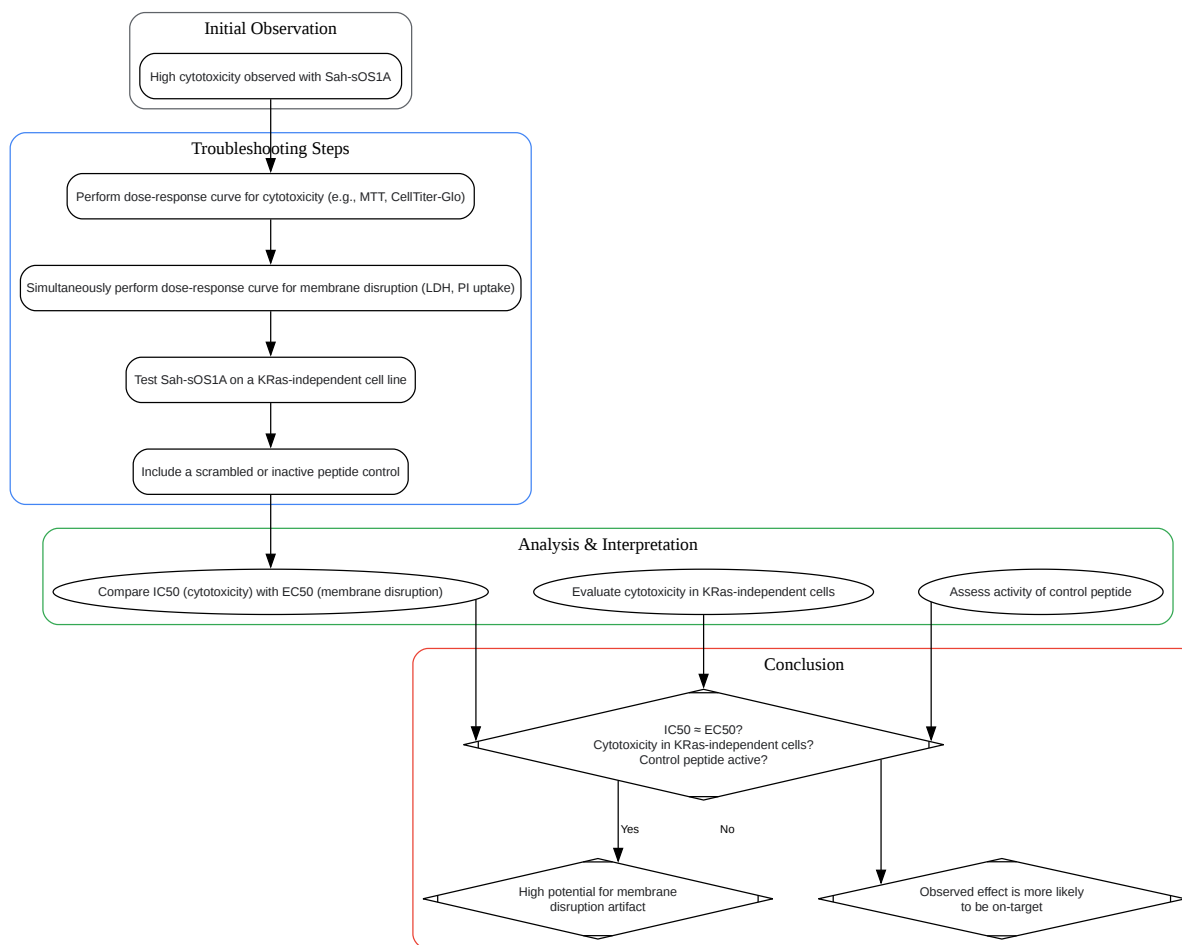 Initial Observation
High cytotoxicity observed with Sah-sOS1A
Troubleshooting Steps
Perform dose-response curve for cytotoxicity (e.g., MTT, CellTiter-Glo)
Simultaneously perform dose-response curve for membrane disruption (LDH, PI uptake)
Test Sah-sOS1A on a KRas-independent cell line
Include a scrambled or inactive peptide control
Analysis & Interpretation
Compare IC50 (cytotoxicity) with EC50 (membrane disruption)
Evaluate cytotoxicity in KRas-independent cells
Assess activity of control peptide
Conclusion
IC50 ≈ EC50?
Cytotoxicity in KRas-independent cells?
Control peptide active?
Yes
No
High potential for membrane
disruption artifact
Observed effect is more likely
to be on-target